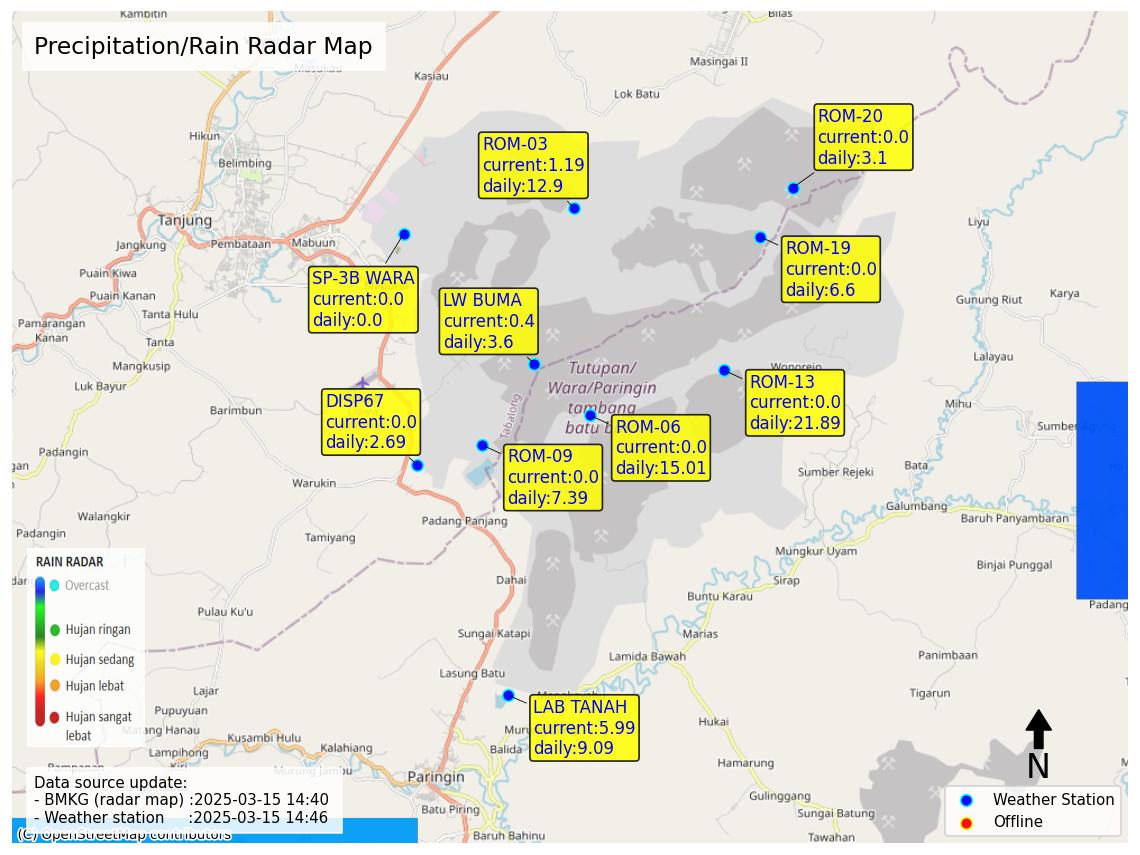 Kambitin
Bilas
Precipitation/Rain Radar Map
Masukau
Kasiau
Masingai II
Lok Batu
Hikun
Belimbing
ROM-03
current:1.19
daily:12.9
ROM-20
current:0.0
daily:3.1
Tanjung
Jangkung
Pembataan
Mabuun
Liyu
Puain Kiwa
Puain Kanan
SP-3B WARA
current:0.0
daily:0.0
ROM-19
current:0.0
daily:6.6
Tanta Hulu
Pamarangan
Kanan
Tanta
LW BUMA
current:0.4
daily:3.6
Gunung Riut
Karya
Mangkusip
Luk Bayur
Lalayau
Wonorejo
Tutupan/
Wara/Paringin
tambang
batu b
Tabalong
ROM-13
current:0.0
daily:21.89
Mihu
Barimbun
DISP67
current:0.0
daily:2.69
ROM-06
current:0.0
daily:15.01
Sumber Agung
Padangin
gan
ROM-09
current:0.0
daily:7.39
Sumber Rejeki
Bata
Warukin
Galumbang
Walangkir
Padangin
Padang Panjang
Baruh Panyambaran
Tamiyang
Mungkur Uyam
Binjai Punggal
RAIN RADAR
Overcast
Hujan ringan
Hujan sedang
Hujan lebat
Hujan sangat
lebat
Dahai
Sirap
Buntu Karau
Padang
Pulau Ku'u
Sungai Katapi
Marias
Lamida Bawah
Panimbaan
Lasung Batu
Lajar
Tigarun
Pupuyuan
LAB TANAH
current:5.99
daily:9.09
Matang Hanau
Hukai
Kusambi Hulu
Kalahiang
Lampihong
Balida
Hamarung
N
Murung Jambu
Paringin
Data source update:
- BMKG (radar map) :2025-03-15 14:40
- Weather station :2025-03-15 14:46
Gulinggang
Batu Piring
Sungai Batung
Weather Station
Offline
(C) OpenStreetMap contributors
Baruh Bahinu
Tawahan